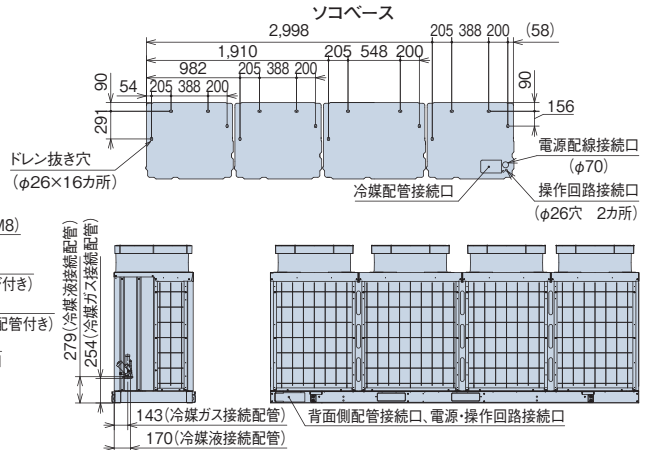 ソコベース
2,998
205 388 200 (58)
1,910
205 548 200
982
205 388 200
54 205 388 200
90
291
90
156
ドレン抜き穴
(φ26×16カ所)
冷媒配管接続口
電源配線接続口
(φ70)
操作回路接続口
(φ26穴 2カ所)
M8)
付き)
配管付き)
279(冷媒液接続配管)
254(冷媒ガス接続配管)
143(冷媒ガス接続配管)
170(冷媒液接続配管)
背面側配管接続口、電源・操作回路接続口